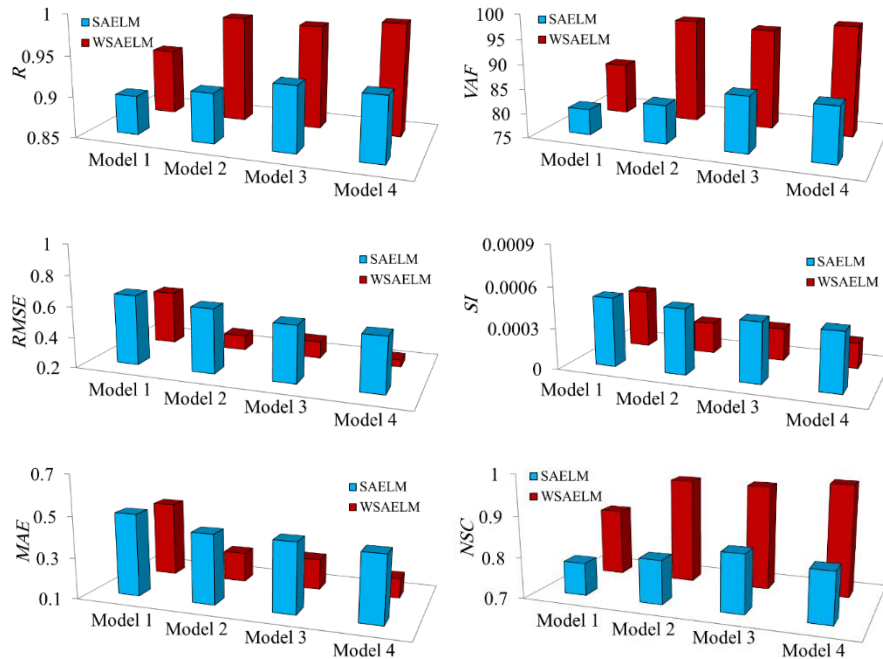 R
1
0.95
0.9
0.85
SAELM
WSAELM
Model 1
Model 2
Model 3
Model 4
VAF
100
95
90
85
80
75
SAELM
WSAELM
Model 1
Model 2
Model 3
Model 4
RMSE
1
0.8
0.6
0.4
0.2
SAELM
WSAELM
Model 1
Model 2
Model 3
Model 4
SI
0.0009
0.0006
0.0003
0
SAELM
WSAELM
Model 1
Model 2
Model 3
Model 4
MAE
0.7
0.5
0.3
0.1
SAELM
WSAELM
Model 1
Model 2
Model 3
Model 4
NSC
1
0.9
0.8
0.7
SAELM
WSAELM
Model 1
Model 2
Model 3
Model 4